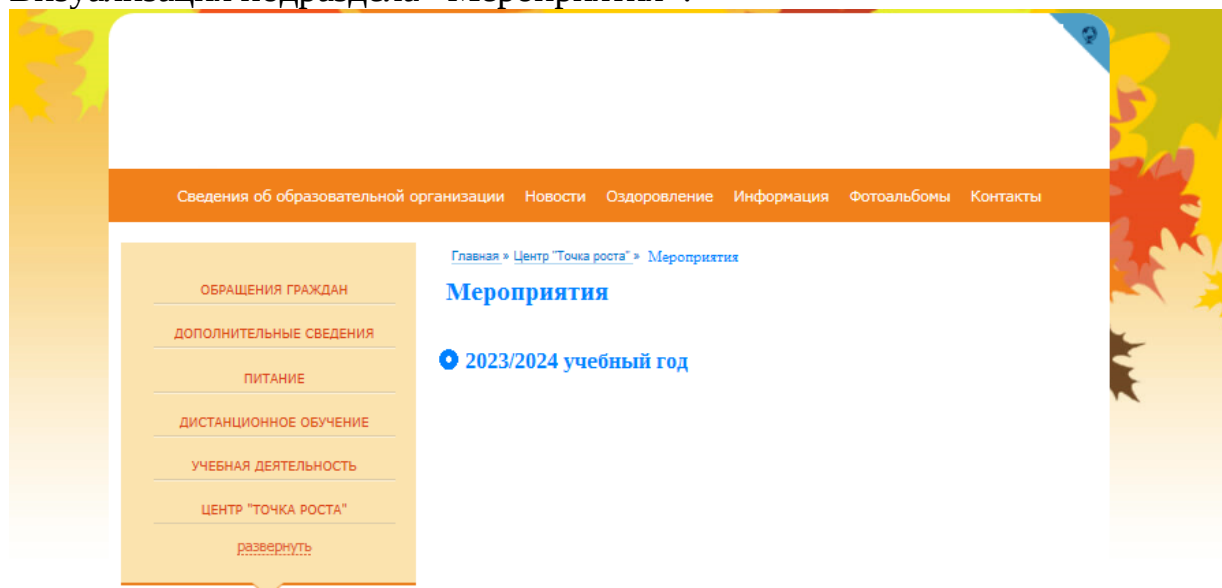 Визуализация подраздела "Мероприятия":
Сведения об образовательной организации Новости Оздоровление Информация Фотоальбомы Контакты
Главная » Центр "Точка роста" » Мероприятия
Мероприятия
2023/2024 учебный год
ОБРАЩЕНИЯ ГРАЖДАН
ДОПОЛНИТЕЛЬНЫЕ СВЕДЕНИЯ
ПИТАНИЕ
ДИСТАНЦИОННОЕ ОБУЧЕНИЕ
УЧЕБНАЯ ДЕЯТЕЛЬНОСТЬ
ЦЕНТР "ТОЧКА РОСТА"
развернуть